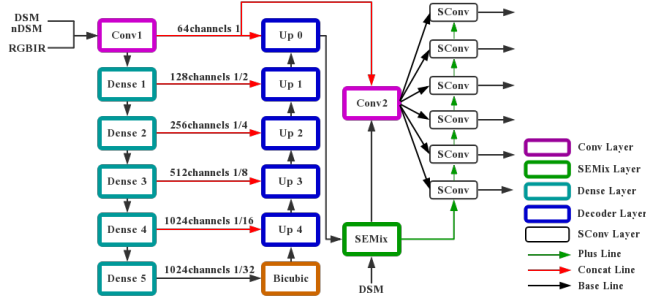 DSM
nDSM
RGBIR
Conv1
64channels 1
Up 0
Dense 1
128channels 1/2
Up 1
Dense 2
256channels 1/4
Up 2
Dense 3
512channels 1/8
Up 3
Dense 4
1024channels 1/16
Up 4
Dense 5
1024channels 1/32
Bicubic
Conv2
SEMix
DSM
SConv
SConv
SConv
SConv
SConv
SConv
Conv Layer
SEMix Layer
Dense Layer
Decoder Layer
SConv
SConv Layer
Plus Line
Concat Line
Base Line